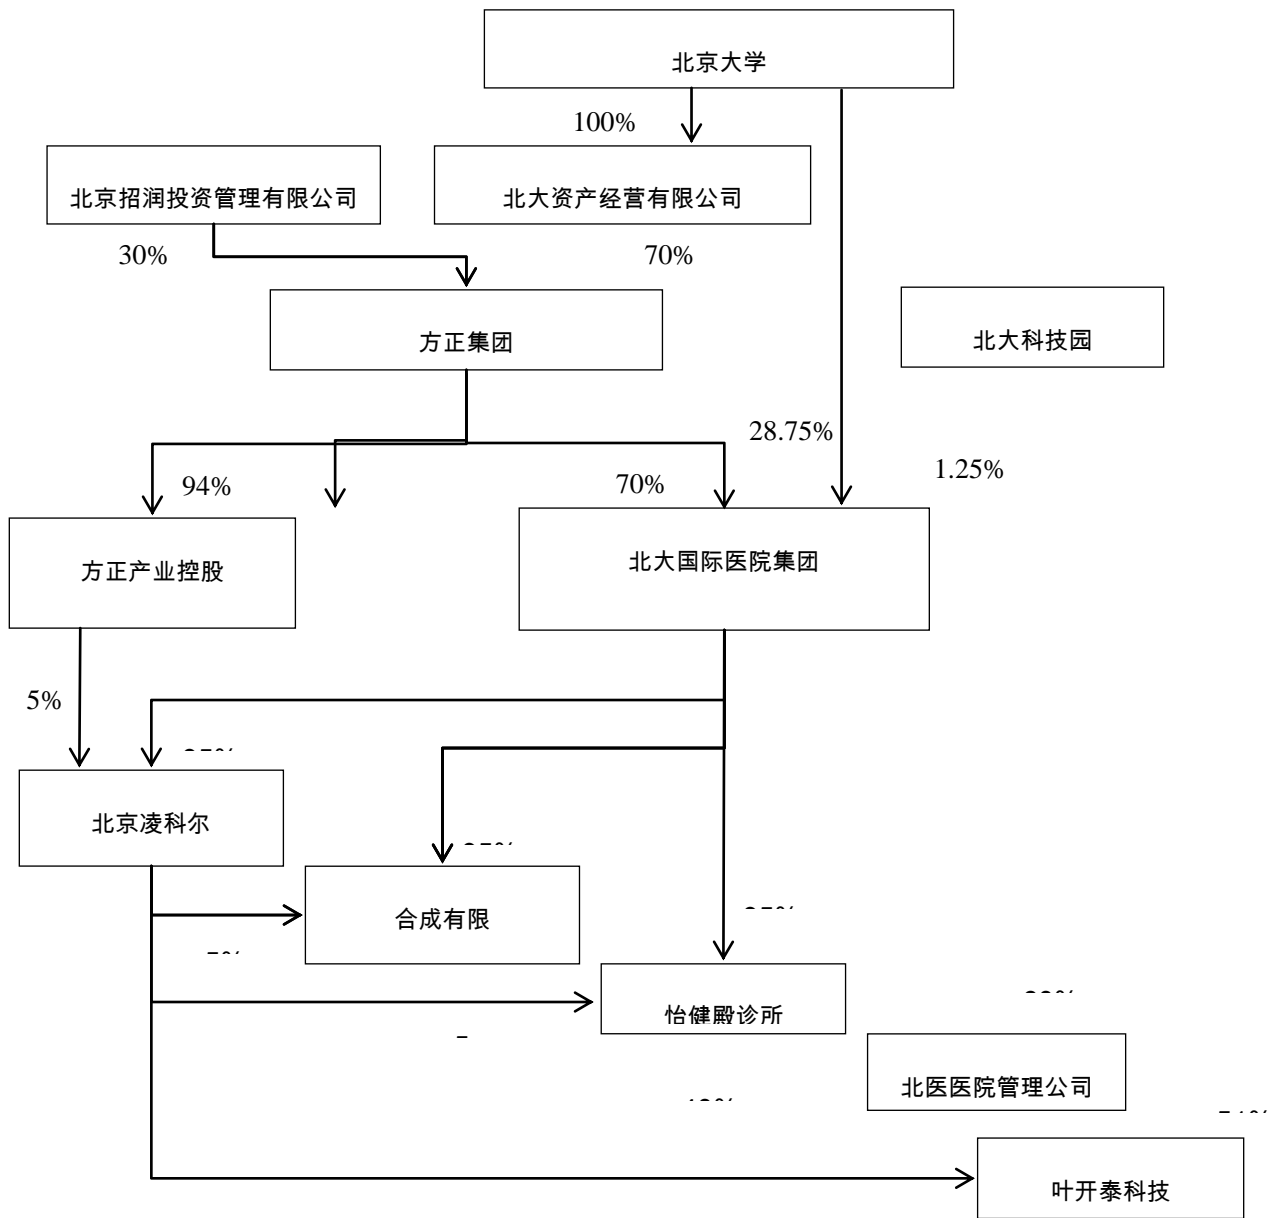 北京大学
100%
北京招润投资管理有限公司
北大资产经营有限公司
30%
70%
方正集团
北大科技园
28.75%
1.25%
94%
70%
方正产业控股
北大国际医院集团
5%
北京凌科尔
合成有限
怡健殿诊所
北医医院管理公司
叶开泰科技